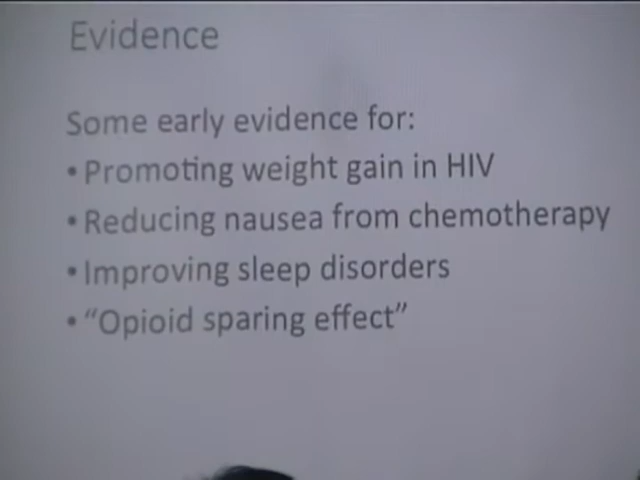 Evidence
Some early evidence for:
• Promoting weight gain in HIV
• Reducing nausea from chemotherapy
• Improving sleep disorders
• “Opioid sparing effect”